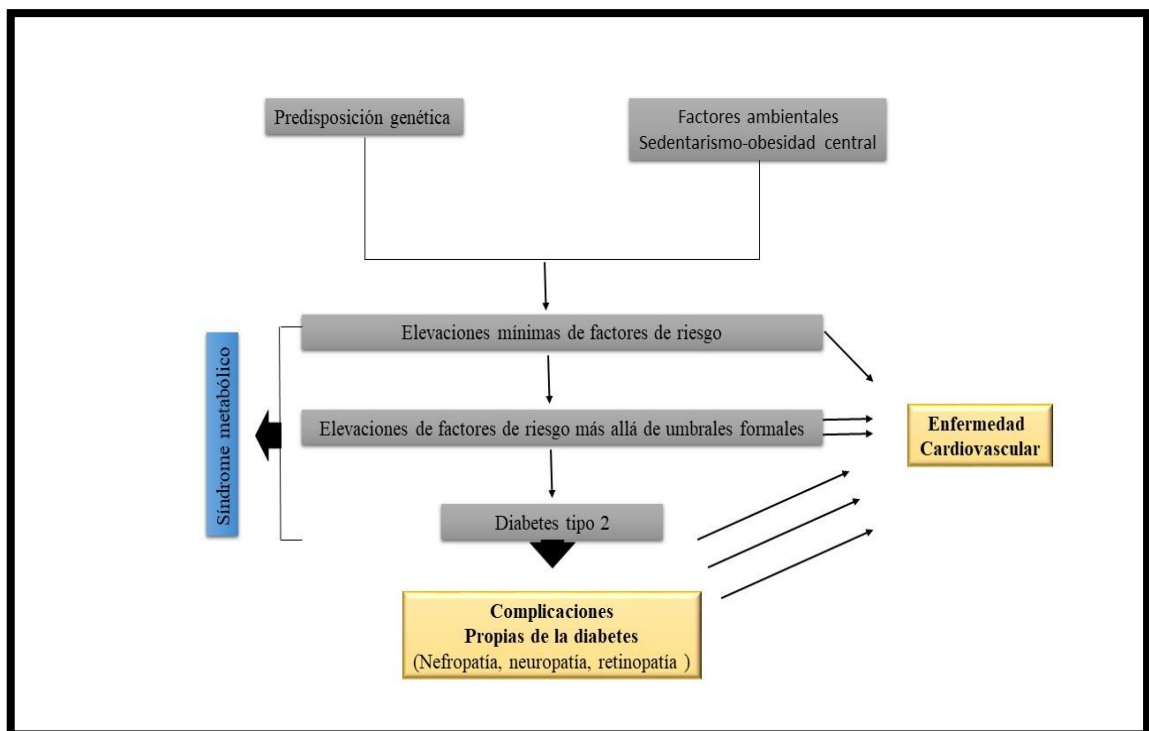 Predisposición genética
Factores ambientales
Sedentarismo-obesidad central
Elevaciones mínimas de factores de riesgo
Síndrome metabólico
Elevaciones de factores de riesgo más allá de umbrales formales
Enfermedad
Cardiovascular
Diabetes tipo 2
Complicaciones
Propias de la diabetes
(Nefropatía, neuropatía, retinopatía )